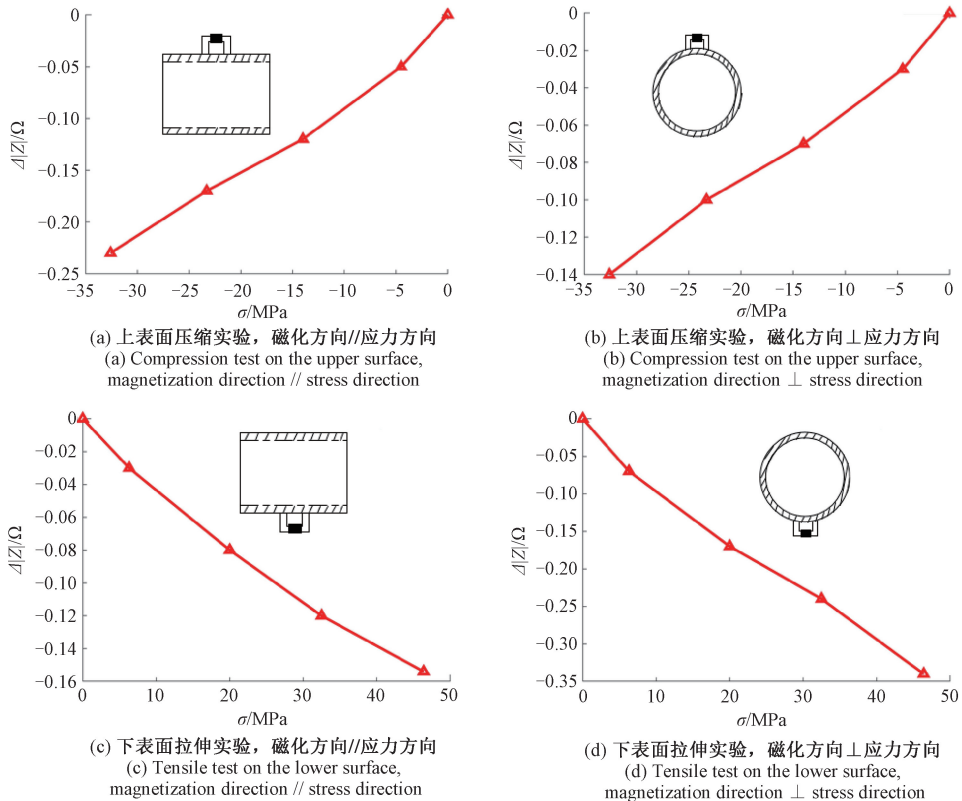 Δ|Z|/Ω
0
−0.05
−0.10
−0.15
−0.20
−0.25
−35 −30 −25 −20 −15 −10 −5 0
σ/MPa
(a) 上表面压缩实验，磁化方向//应力方向
(a) Compression test on the upper surface,
magnetization direction // stress direction
Δ|Z|/Ω
0
−0.02
−0.04
−0.06
−0.08
−0.10
−0.12
−0.14
−35 −30 −25 −20 −15 −10 −5 0
σ/MPa
(b) 上表面压缩实验，磁化方向⊥应力方向
(b) Compression test on the upper surface,
magnetization direction ⊥ stress direction
Δ|Z|/Ω
0
−0.02
−0.04
−0.06
−0.08
−0.10
−0.12
−0.14
−0.16
0 10 20 30 40 50
σ/MPa
(c) 下表面拉伸实验，磁化方向//应力方向
(c) Tensile test on the lower surface,
magnetization direction // stress direction
Δ|Z|/Ω
0
−0.05
−0.10
−0.15
−0.20
−0.25
−0.30
−0.35
0 10 20 30 40 50
σ/MPa
(d) 下表面拉伸实验，磁化方向⊥应力方向
(d) Tensile test on the lower surface,
magnetization direction ⊥ stress direction